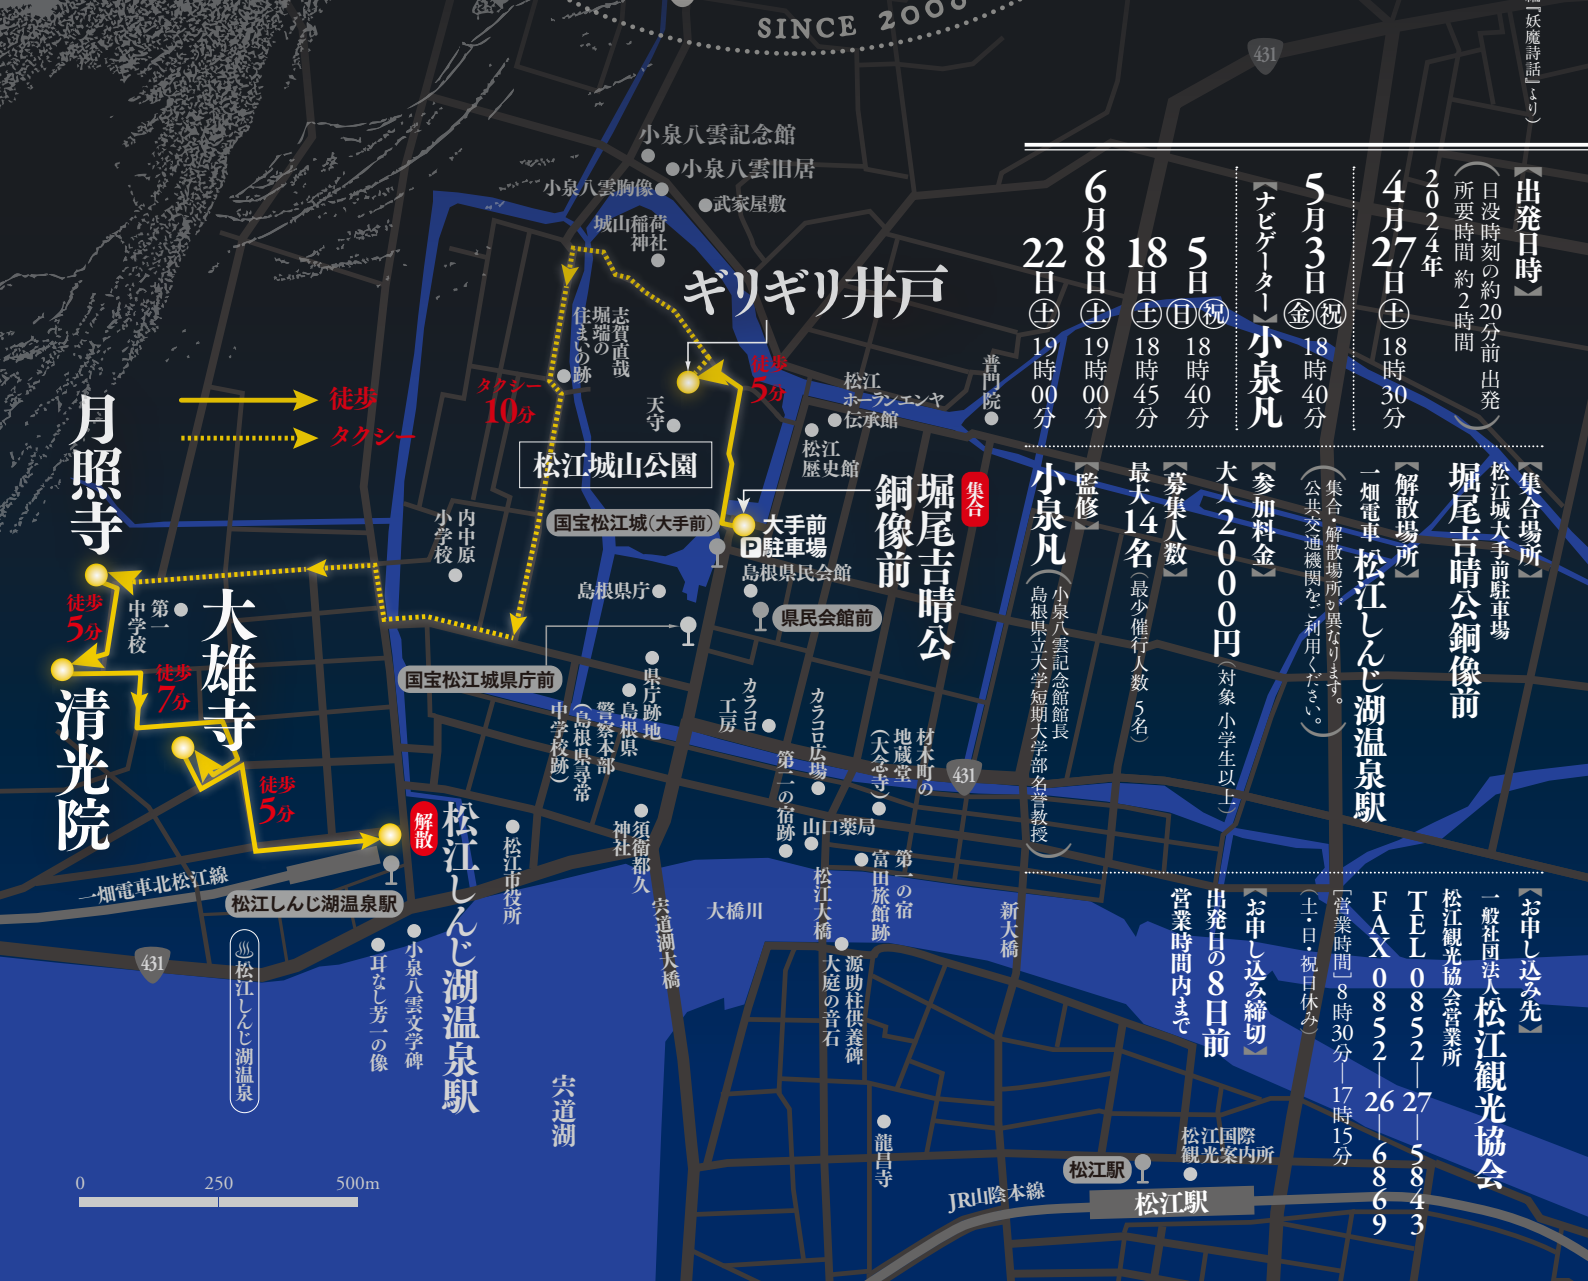 SINCE 2000
『妖魔詩話』より）
【出発日時】
（日没時刻の約20分前 出発
所要時間 約2時間）
2024年
4月27日㊏18時30分
5月3日㊎㊗18時40分
【ナビゲーター】小泉凡
5日㊐㊗18時40分
18日㊏18時45分
6月8日㊏19時00分
22日㊏19時00分
【集合場所】
松江城大手前駐車場
堀尾吉晴公銅像前
【解散場所】
一畑電車 松江しんじ湖温泉駅
（集合・解散場所が異なります。
公共交通機関をご利用ください。）
【参加料金】
大人2000円（対象 小学生以上）
【募集人数】
最大14名（最少催行人数 5名）
【監修】
小泉凡（小泉八雲記念館館長
島根県立大学短期大学部名誉教授）
【お申し込み先】
一般社団法人 松江観光協会
松江観光協会営業所
TEL 0852―27―5843
FAX 0852―26―6869
［営業時間］8時30分―17時15分
（土・日・祝日休み）
【お申し込み締切】
出発日の8日前
営業時間内まで
431
小泉八雲記念館
小泉八雲旧居
小泉八雲胸像
武家屋敷
城山稲荷
神社
ギリギリ井戸
志賀直哉
堀端の
住まいの跡
徒歩
5分
タクシー
10分
徒歩
タクシー
天守
松江
ホーランエンヤ
伝承館
松江
歴史館
普門院
松江城山公園
国宝松江城（大手前）
大手前
P駐車場
集合
堀尾吉晴公
銅像前
島根県民会館
県民会館前
島根県庁
国宝松江城県庁前
内中原
小学校
月照寺
徒歩
5分
第一
中学校
清光院
徒歩
7分
大雄寺
徒歩
5分
解散
松江しんじ湖温泉駅
一畑電車北松江線
松江しんじ湖温泉駅
松江しんじ湖温泉
431
耳なし芳一の像
小泉八雲文学碑
松江市役所
県庁跡地
島根県
警察本部
（島根県尋常
中学校跡）
須衛都久
神社
カラコロ
工房
カラコロ広場
第二の宿跡
材木町の
地蔵堂
（大念寺）
431
山口薬局
第一の宿
富田旅館跡
松江大橋
大橋川
宍道湖大橋
新大橋
源助柱供養碑
大庭の音石
宍道湖
龍昌寺
松江国際
観光案内所
松江駅
松江駅
JR山陰本線
0 250 500m